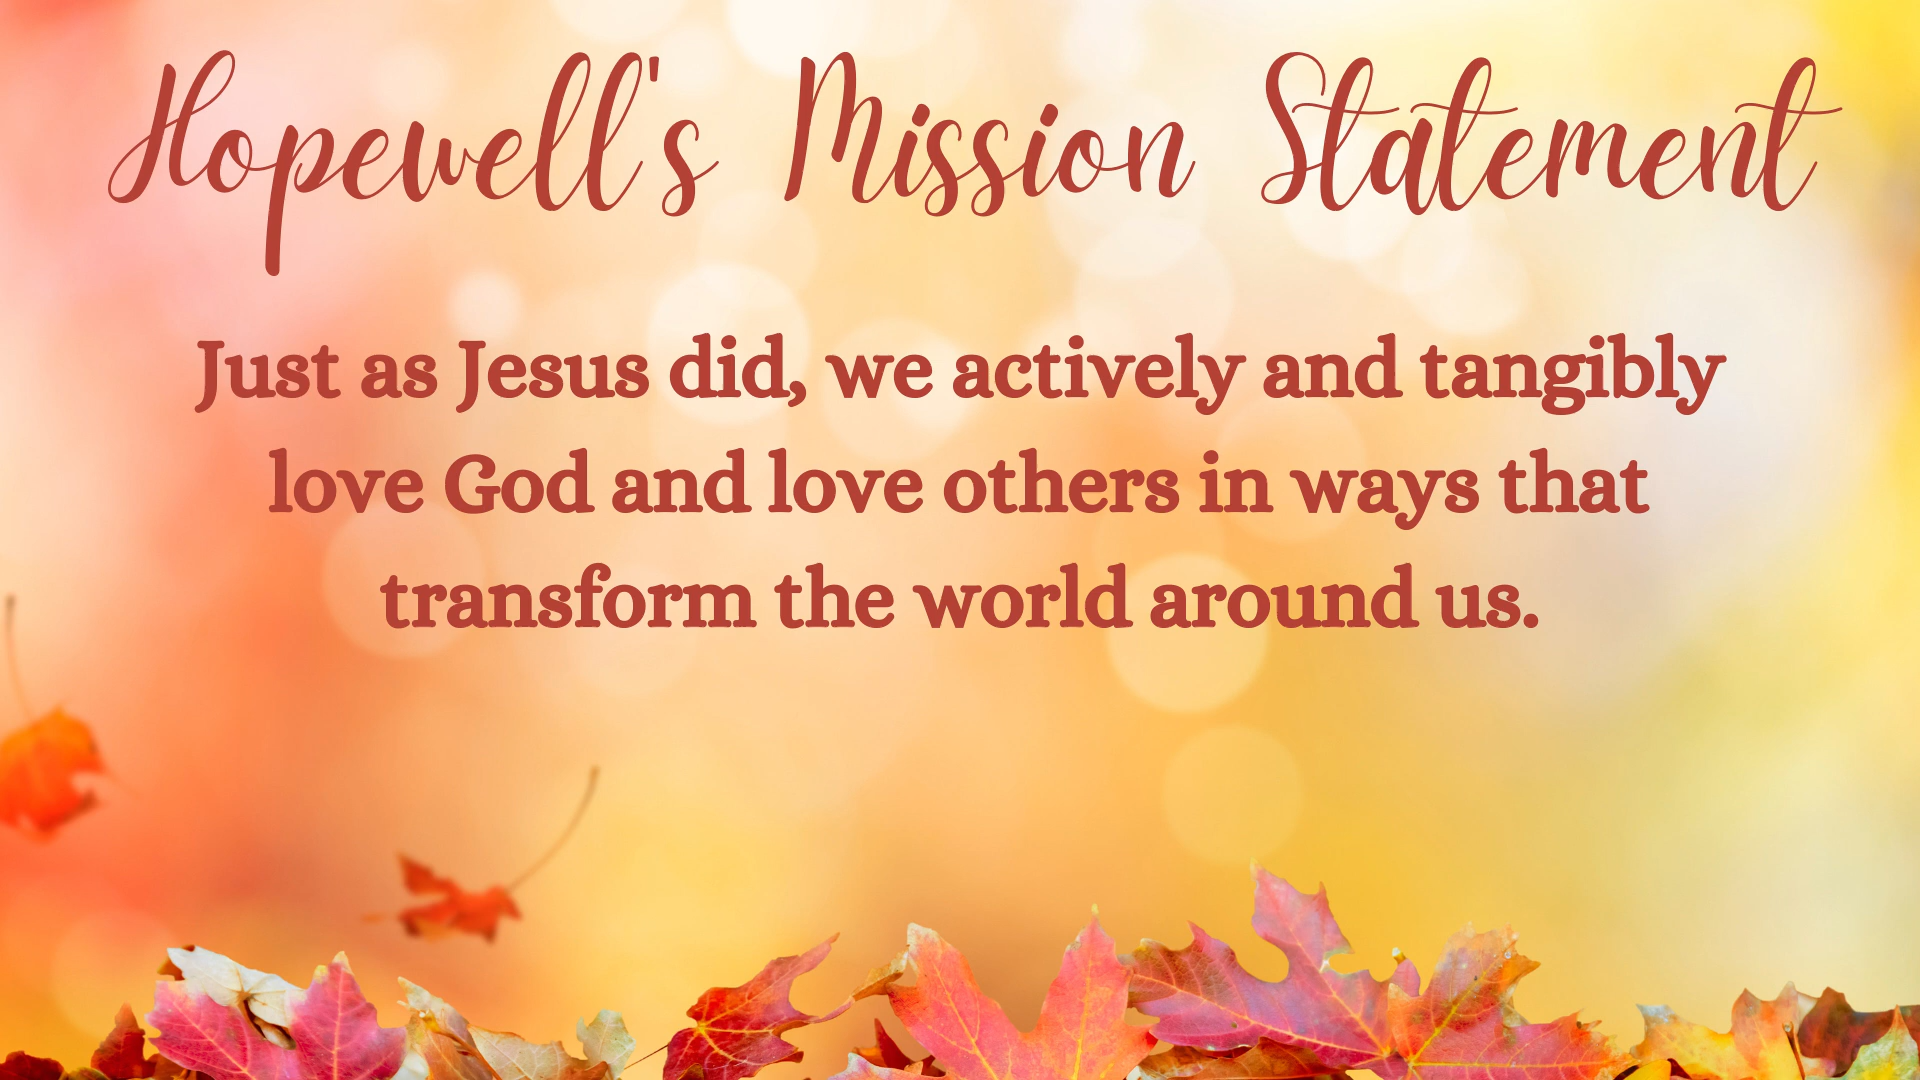 Hopewell's Mission Statement
Just as Jesus did, we actively and tangibly
love God and love others in ways that
transform the world around us.